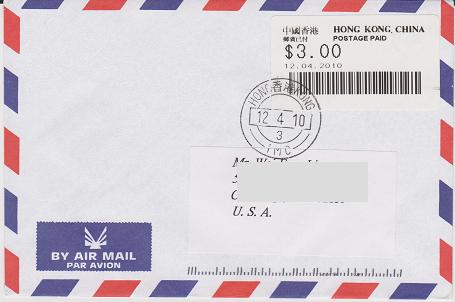 中國香港 HONG KONG, CHINA
郵資已付 POSTAGE PAID
$3.00
12.04.2010
HONG 香港 KONG
12 4 10
3
IMC
Mr
U. S. A.
BY AIR MAIL
PAR AVION